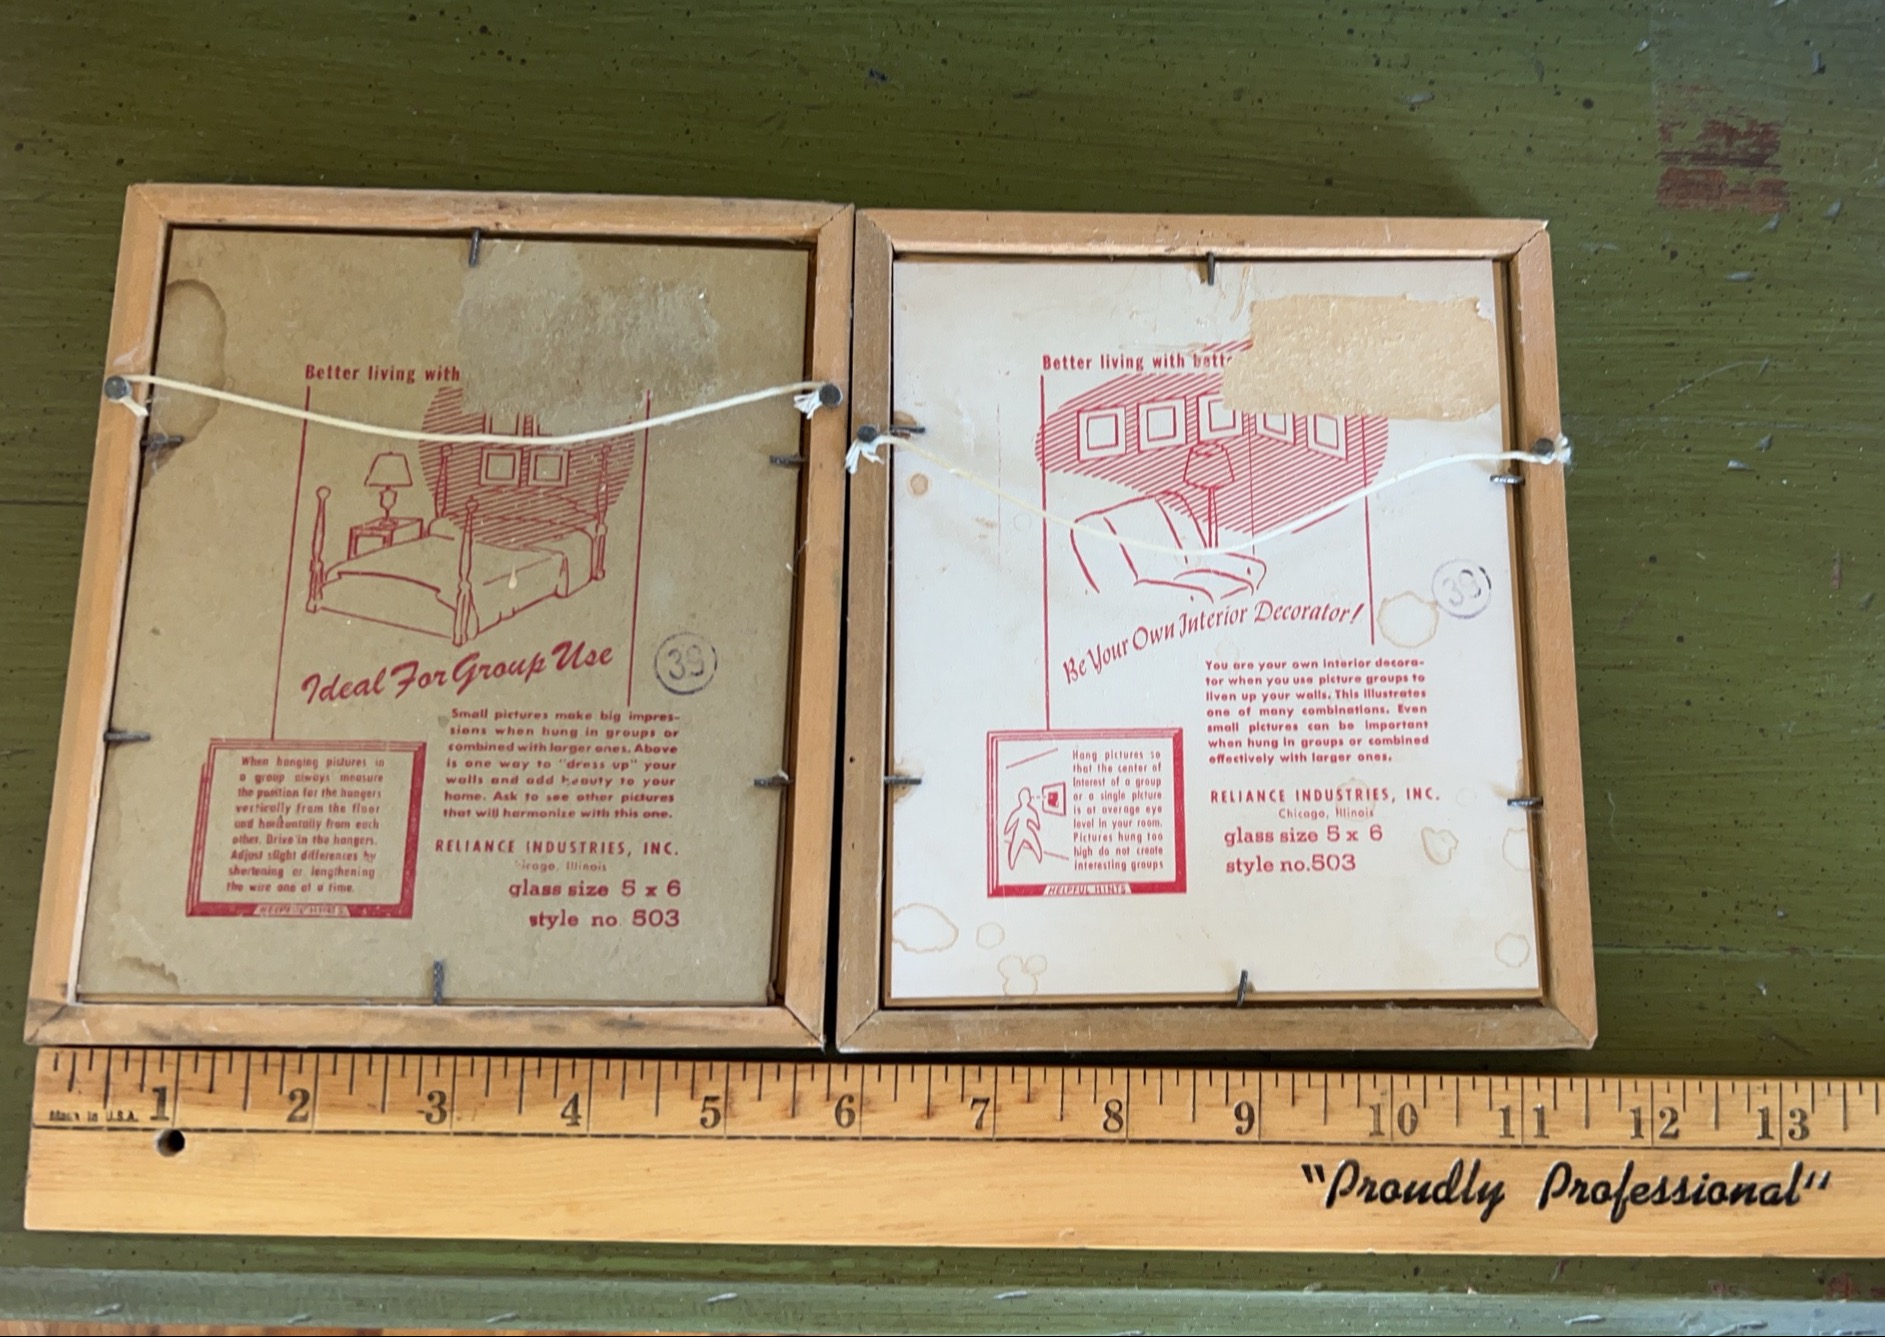 Better living with
Ideal For Group Use
39
Small pictures make big impres-
sions when hung in groups or
combined with larger ones. Above
is one way to "dress up" your
walls and add beauty to your
home. Ask to see other pictures
that will harmonize with this one.
When hanging pictures in
a group always measure
the position for the hangers
vertically from the floor
and horizontally from each
other. Drive in the hangers.
Adjust slight differences by
shortening or lengthening
the wire one at a time.
HELPFUL HINTS
RELIANCE INDUSTRIES, INC.
Illinois
glass size 5 x 6
style no. 503
Better living with
Be Your Own Interior Decorator!
39
You are your own interior decora-
tor when you use picture groups to
liven up your walls. This illustrates
one of many combinations. Even
small pictures can be important
when hung in groups or combined
effectively with larger ones.
Hang pictures so
that the center of
interest of a group
or a single picture
is at average eye
level in your room.
Pictures hung too
high do not create
interesting groups
HELPFUL HINTS
RELIANCE INDUSTRIES, INC.
Chicago, Illinois
glass size 5 x 6
style no. 503
1 2 3 4 5 6 7 8 9 10 11 12 13
Made in U.S.A.
"Proudly Professional"